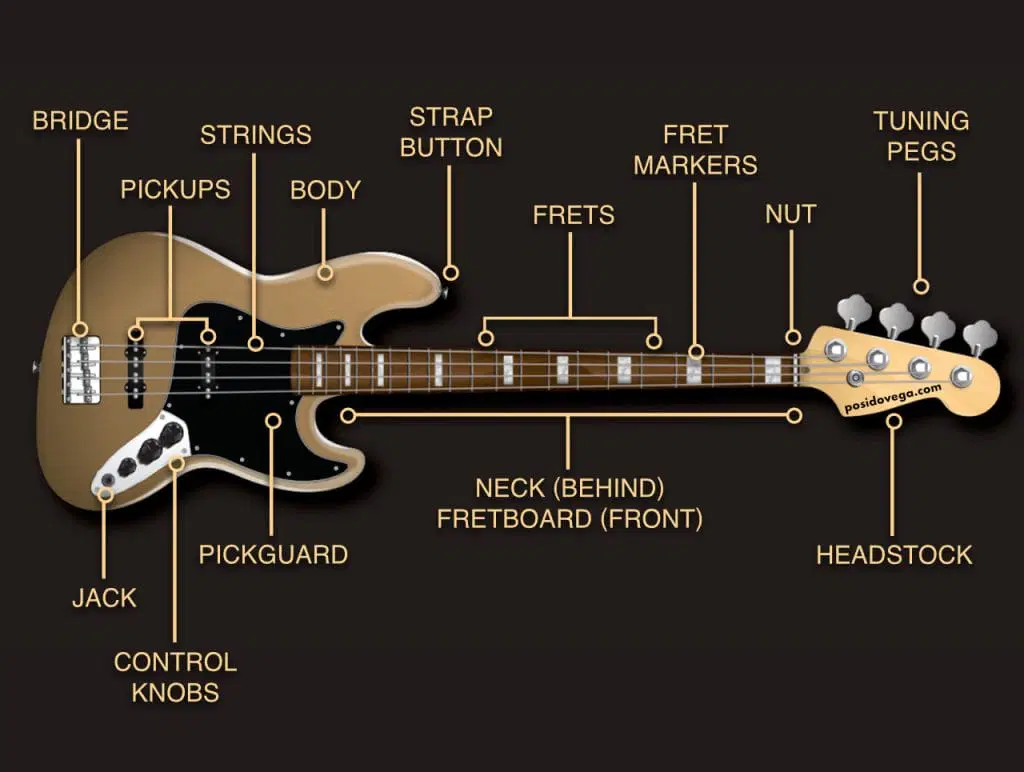 BRIDGE
STRINGS
STRAP
BUTTON
FRET
MARKERS
TUNING
PEGS
PICKUPS
BODY
FRETS
NUT
posidovega.com
NECK (BEHIND)
FRETBOARD (FRONT)
PICKGUARD
HEADSTOCK
JACK
CONTROL
KNOBS